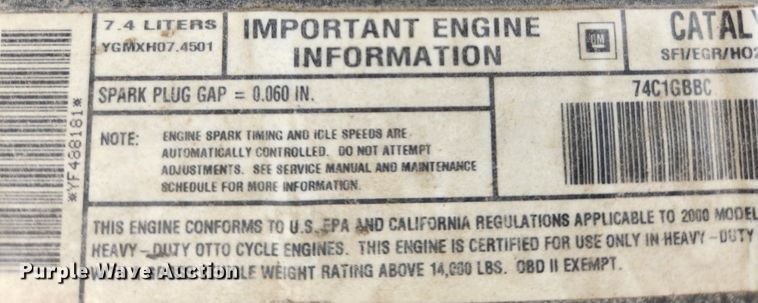 *YF488181*
7.4 LITERS
YGMXH07.4501
IMPORTANT ENGINE
INFORMATION
GM
CATALY
SFI/EGR/HO2
SPARK PLUG GAP = 0.060 IN.
74C1GBBC
NOTE: ENGINE SPARK TIMING AND IDLE SPEEDS ARE
AUTOMATICALLY CONTROLLED. DO NOT ATTEMPT
ADJUSTMENTS. SEE SERVICE MANUAL AND MAINTENANCE
SCHEDULE FOR MORE INFORMATION.
THIS ENGINE CONFORMS TO U.S. EPA AND CALIFORNIA REGULATIONS APPLICABLE TO 2000 MODEL
HEAVY-DUTY OTTO CYCLE ENGINES. THIS ENGINE IS CERTIFIED FOR USE ONLY IN HEAVY-DUTY
WEIGHT RATING ABOVE 14,000 LBS. OBD II EXEMPT.
Purple Wave Auction